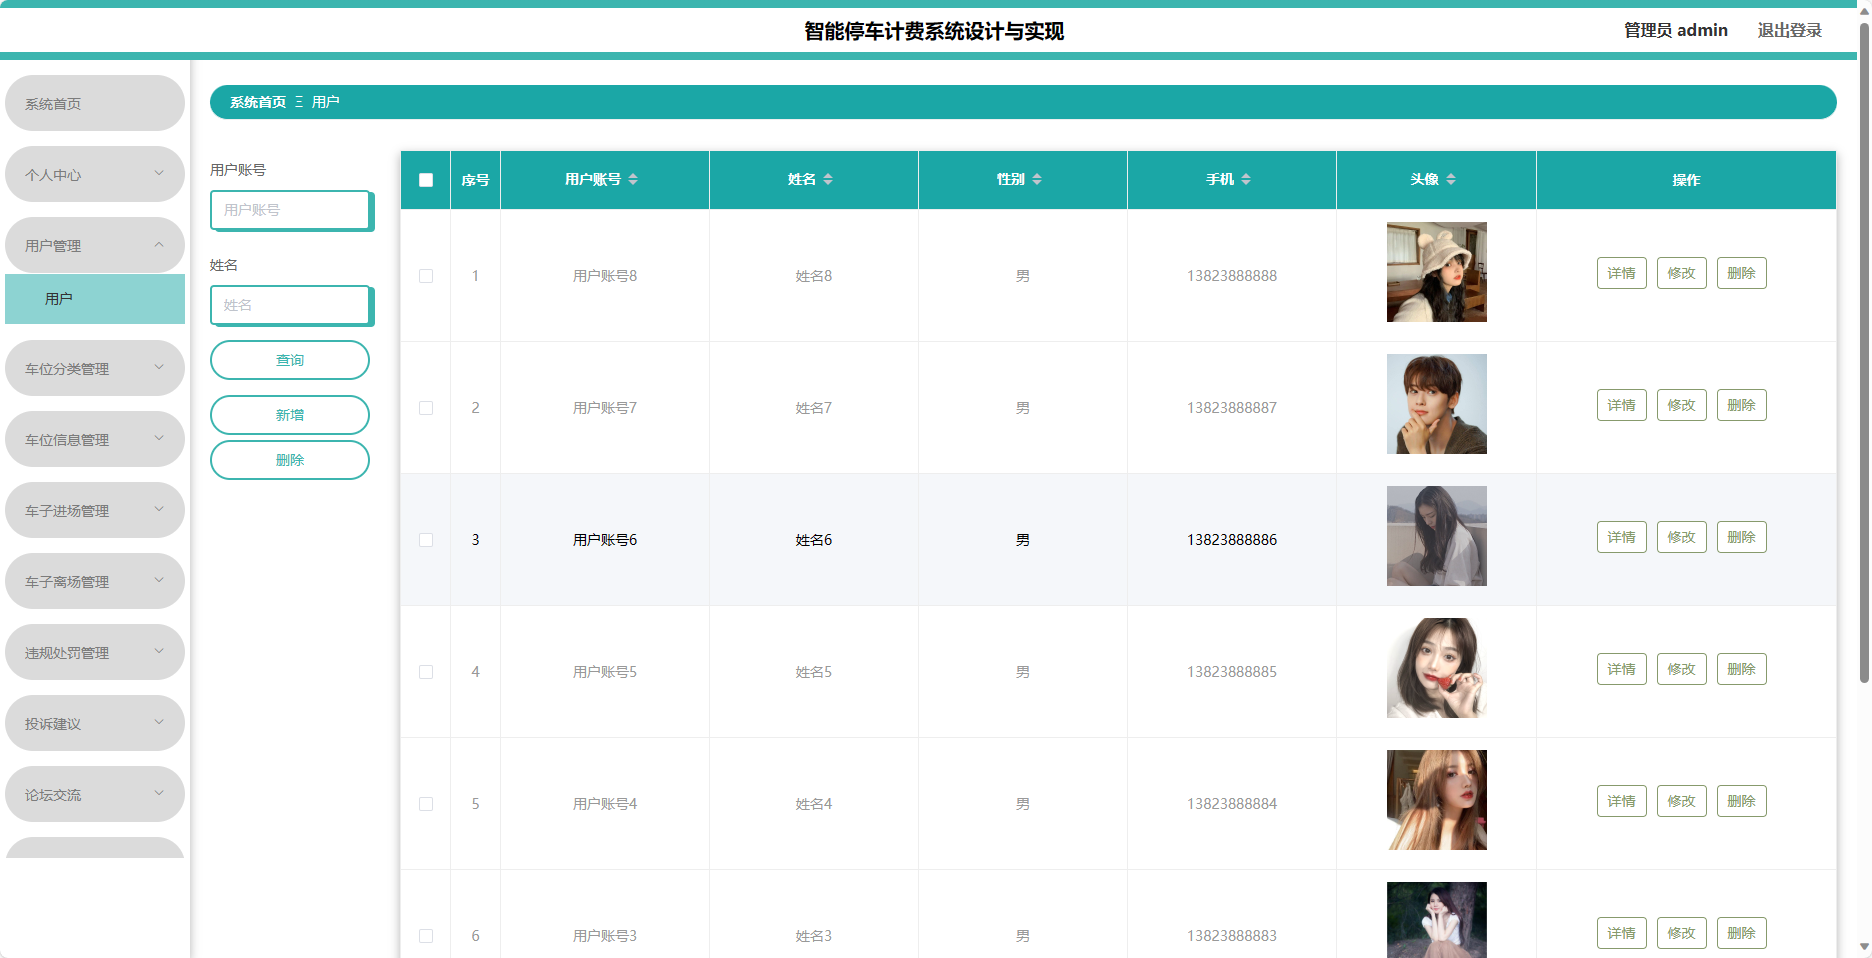 智能停车计费系统设计与实现
管理员 admin
退出登录
系统首页
个人中心
用户管理
用户
车位分类管理
车位信息管理
车子进场管理
车子离场管理
违规处罚管理
投诉建议
论坛交流
系统首页 Ξ 用户
用户账号
用户账号
姓名
姓名
查询
新增
删除
序号 用户账号 姓名 性别 手机 头像 操作
1 用户账号8 姓名8 男 13823888888 详情 修改 删除
2 用户账号7 姓名7 男 13823888887 详情 修改 删除
3 用户账号6 姓名6 男 13823888886 详情 修改 删除
4 用户账号5 姓名5 男 13823888885 详情 修改 删除
5 用户账号4 姓名4 男 13823888884 详情 修改 删除
6 用户账号3 姓名3 男 13823888883 详情 修改 删除